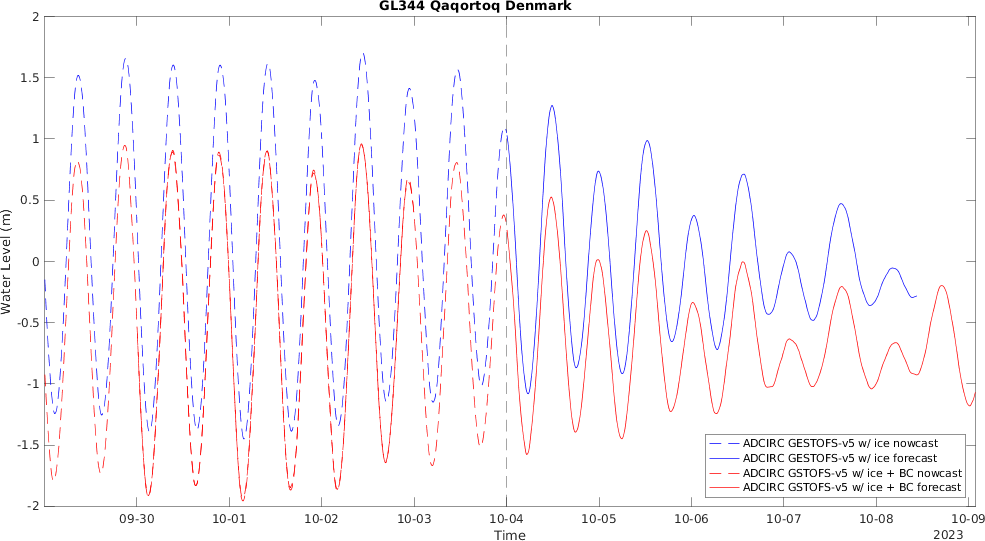 GL344 Qaqortoq Denmark
2
1.5
1
0.5
0
-0.5
-1
-1.5
-2
Water Level (m)
ADCIRC GESTOFS-v5 w/ ice nowcast
ADCIRC GESTOFS-v5 w/ ice forecast
ADCIRC GSTOFS-v5 w/ ice + BC nowcast
ADCIRC GSTOFS-v5 w/ ice + BC forecast
09-30 10-01 10-02 10-03 10-04 10-05 10-06 10-07 10-08 10-09
Time
2023